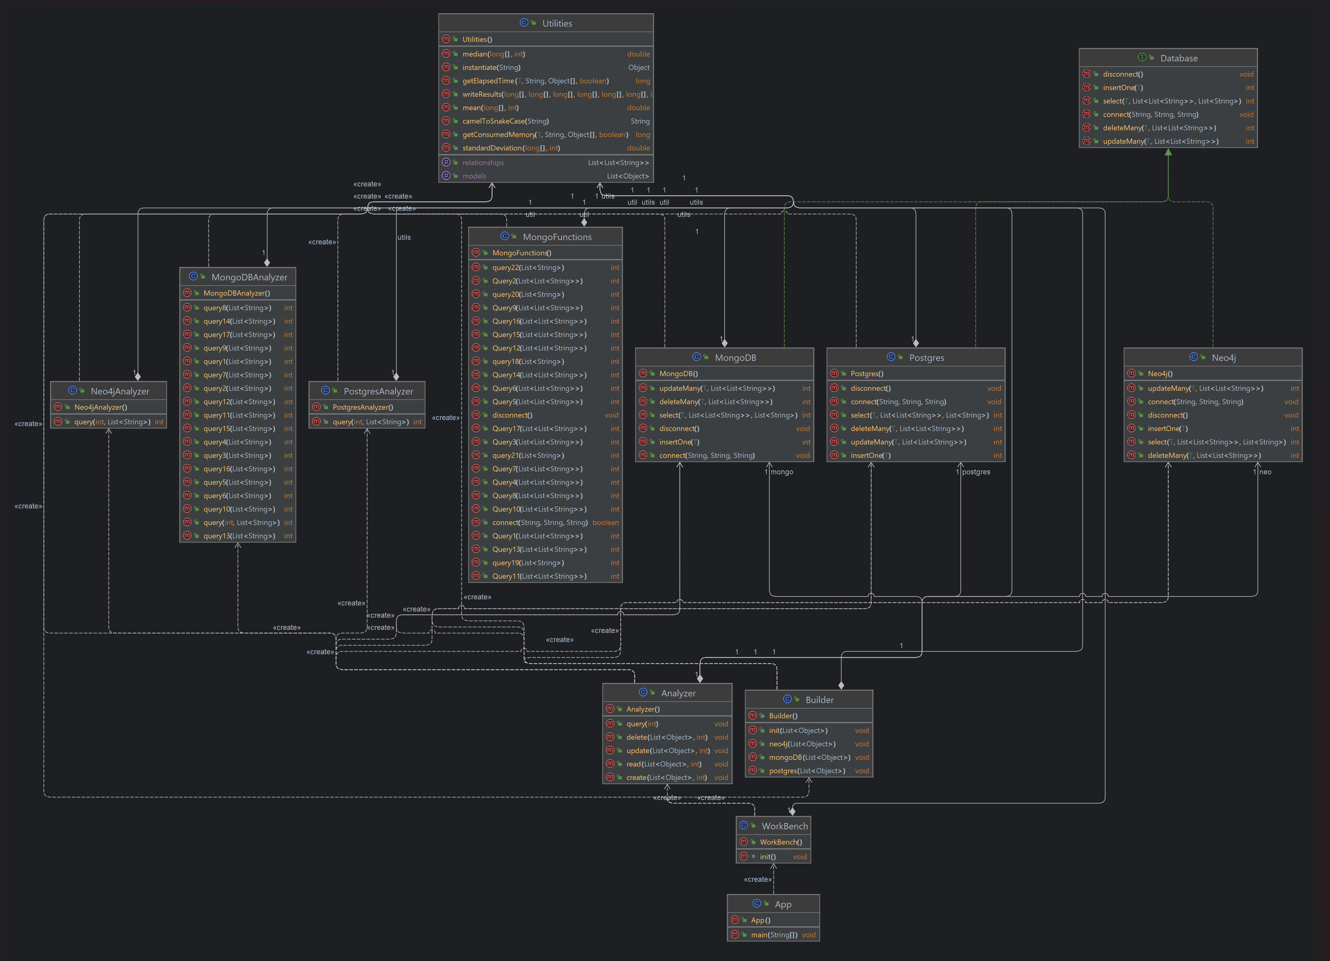 Utilities
Utilities()
median(long[], int) double
instantiate(String) Object
getElapsedTime(T, String, Object[], boolean) long
writeResults(long[], long[], long[], long[], long[], long[], i
mean(long[], int) double
camelToSnakeCase(String) String
getConsumedMemory(T, String, Object[], boolean) long
standardDeviation(long[], int) double
relationships List<List<String>>
models List<Object>
Database
disconnect() void
insertOne(T) int
select(T, List<List<String>>, List<String>) int
connect(String, String, String) void
deleteMany(T, List<List<String>>) int
updateMany(T, List<List<String>>) int
«create»
«create» «create»
«create» «create»
1 1 utils 1 1 1 1 1
util utils util utils
1 1
util util utils
1
«create»
utils
1
MongoFunctions
MongoFunctions()
query22(List<String>) int
Query2(List<List<String>>) int
query20(List<String>) int
Query9(List<List<String>>) int
Query16(List<List<String>>) int
Query15(List<List<String>>) int
Query12(List<List<String>>) int
query18(List<String>) int
Query14(List<List<String>>) int
Query6(List<List<String>>) int
Query5(List<List<String>>) int
disconnect() void
Query17(List<List<String>>) int
Query3(List<List<String>>) int
query21(List<String>) int
Query7(List<List<String>>) int
Query4(List<List<String>>) int
Query8(List<List<String>>) int
Query10(List<List<String>>) int
connect(String, String, String) boolean
Query1(List<List<String>>) int
Query13(List<List<String>>) int
query19(List<String>) int
Query11(List<List<String>>) int
MongoDBAnalyzer
MongoDBAnalyzer()
query8(List<String>) int
query14(List<String>) int
query17(List<String>) int
query9(List<String>) int
query1(List<String>) int
query7(List<String>) int
query2(List<String>) int
query12(List<String>) int
query11(List<String>) int
query15(List<String>) int
query4(List<String>) int
query3(List<String>) int
query16(List<String>) int
query5(List<String>) int
query6(List<String>) int
query10(List<String>) int
query(int, List<String>) int
query13(List<String>) int
1
Neo4jAnalyzer
Neo4jAnalyzer()
query(int, List<String>) int
1
PostgresAnalyzer
PostgresAnalyzer()
query(int, List<String>) int
1
MongoDB
MongoDB()
updateMany(T, List<List<String>>) int
deleteMany(T, List<List<String>>) int
select(T, List<List<String>>, List<String>) int
disconnect() void
insertOne(T) int
connect(String, String, String) void
1
Postgres
Postgres()
disconnect() void
connect(String, String, String) void
select(T, List<List<String>>, List<String>) int
deleteMany(T, List<List<String>>) int
updateMany(T, List<List<String>>) int
insertOne(T) int
Neo4j
Neo4j()
updateMany(T, List<List<String>>) int
connect(String, String, String) void
disconnect() void
insertOne(T) int
select(T, List<List<String>>, List<String>) int
deleteMany(T, List<List<String>>) int
«create»
«create»
«create»
1 mongo
1 postgres
1 neo
«create»
«create»
«create»
«create»
«create»
«create»
«create»
«create»
«create»
1 1 1
1
1
Analyzer
Analyzer()
query(int) void
delete(List<Object>, int) void
update(List<Object>, int) void
read(List<Object>, int) void
create(List<Object>, int) void
Builder
Builder()
init(List<Object>) void
neo4j(List<Object>) void
mongoDB(List<Object>) void
postgres(List<Object>) void
«create» «create»
1
WorkBench
WorkBench()
init() void
«create»
App
App()
main(String[]) void